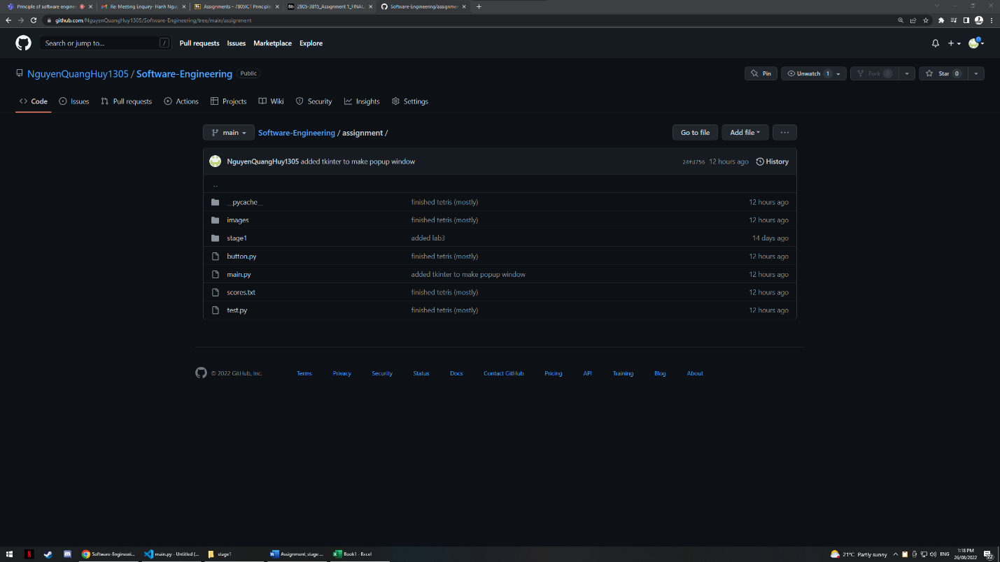 Principle of software engine
Re: Meeting Enquiry- Hanh Nguy
Assignments – 7805ICT Principles
2805-3815_Assignment 1_FINAL
Software-Engineering/assignmen
github.com/NguyenQuangHuy1305/Software-Engineering/tree/main/assignment
Search or jump to... /
Pull requests Issues Marketplace Explore
NguyenQuangHuy1305 / Software-Engineering Public
Pin Unwatch 1 Fork 0 Star 0
Code Issues Pull requests Actions Projects Wiki Security Insights Settings
main Software-Engineering / assignment / Go to file Add file ...
NguyenQuangHuy1305 added tkinter to make popup window 24fd756 12 hours ago History
..
__pycache__ finished tetris (mostly) 12 hours ago
images finished tetris (mostly) 12 hours ago
stage1 added lab3 14 days ago
button.py finished tetris (mostly) 12 hours ago
main.py added tkinter to make popup window 12 hours ago
scores.txt finished tetris (mostly) 12 hours ago
test.py finished tetris (mostly) 12 hours ago
© 2022 GitHub, Inc. Terms Privacy Security Status Docs Contact GitHub Pricing API Training Blog About
Software-Engineeri... main.py - Untitled (... stage1 Assignment_stage ... Book1 - Excel 21°C Partly sunny ENG 1:18 PM
26/08/2022 22